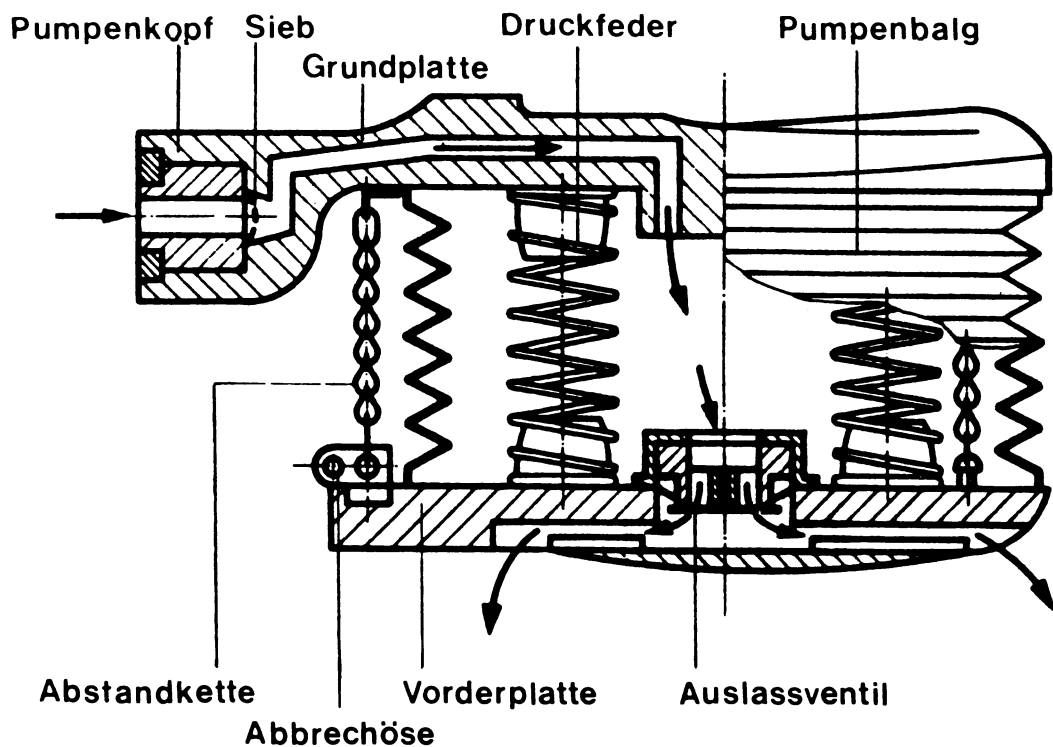 Pumpenkopf Sieb Druckfeder Pumpenbalg
Grundplatte
Abstandkette Vorderplatte Auslassventil
Abbrechöse